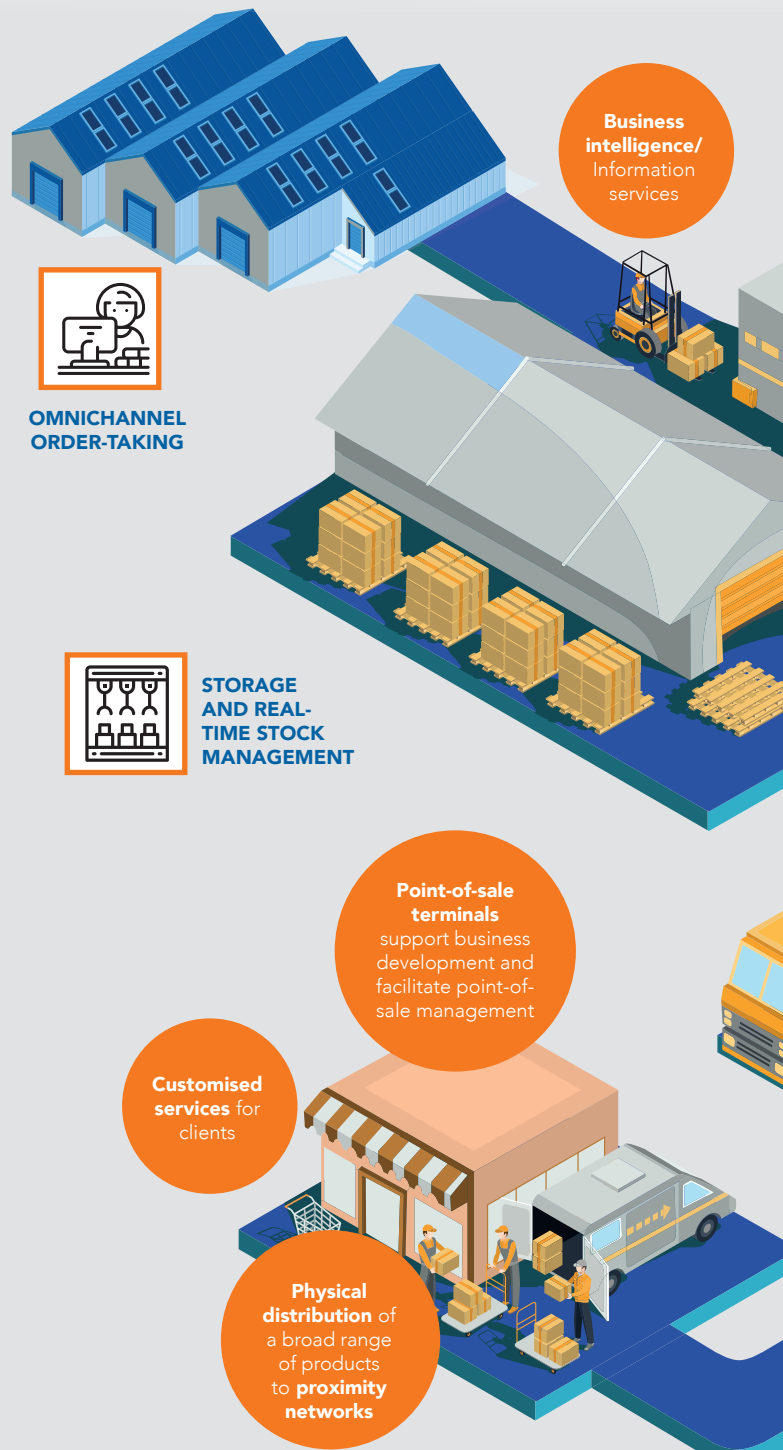 Business
intelligence/
Information
services
OMNICHANNEL
ORDER-TAKING
STORAGE
AND REAL-
TIME STOCK
MANAGEMENT
Point-of-sale
terminals
support business
development and
facilitate point-of-
sale management
Customised
services for
clients
Physical
distribution of
a broad range
of products
to proximity
networks